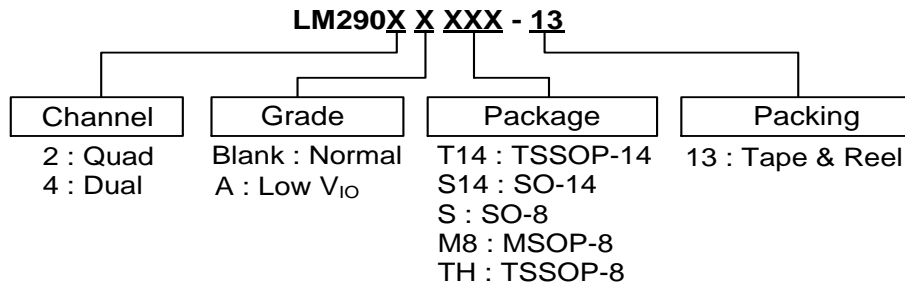 LM290X X XXX - 13
Channel
2 : Quad
4 : Dual
Grade
Blank : Normal
A : Low VIO
Package
T14 : TSSOP-14
S14 : SO-14
S : SO-8
M8 : MSOP-8
TH : TSSOP-8
Packing
13 : Tape & Reel